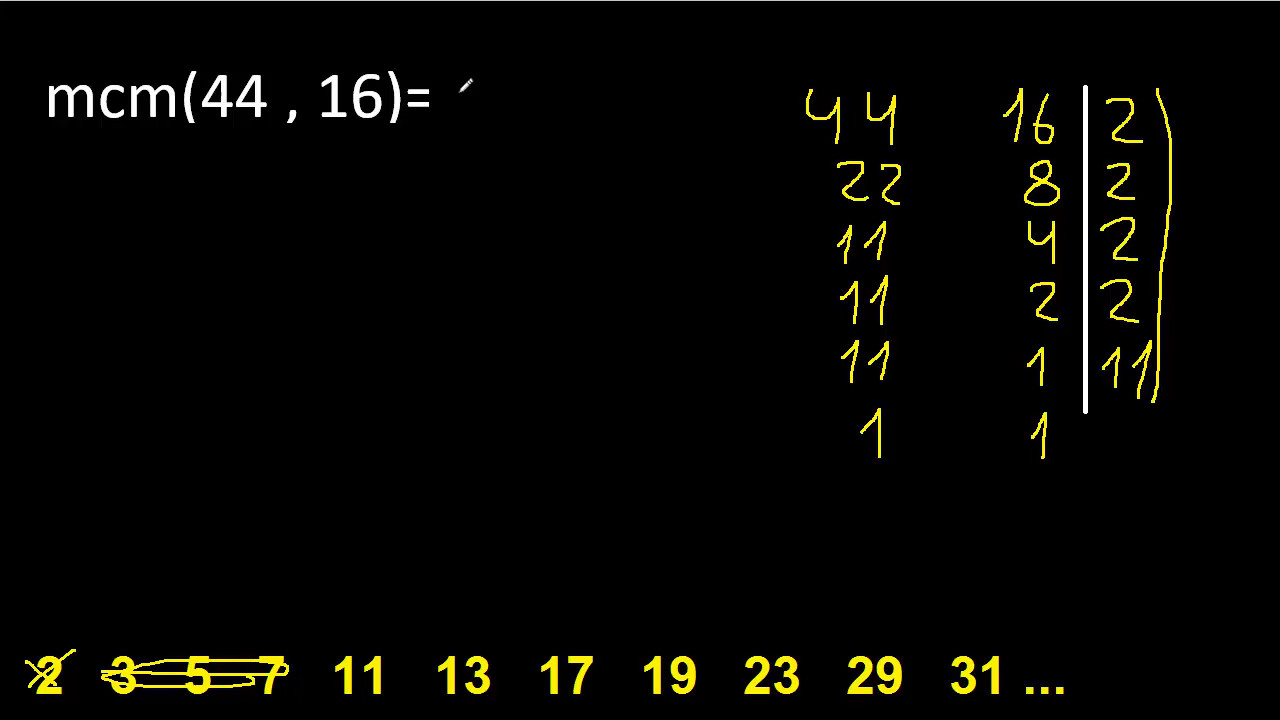 mcm(44 , 16)=
44 16 2
22 8 2
11 4 2
11 2 2
11 1 11
1 1
2 3 5 7 11 13 17 19 23 29 31 ...